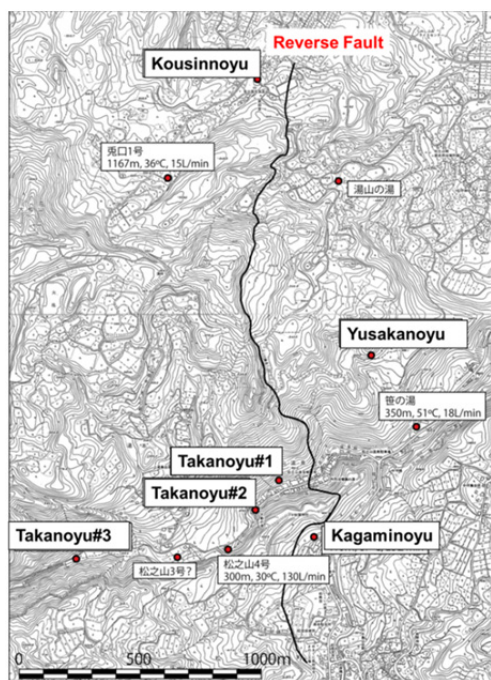 Reverse Fault
Kousinnoyu
兎口1号
1167m, 36ºC, 15L/min
湯山の湯
Yusakanoyu
笹の湯
350m, 51ºC, 18L/min
Takanoyu#1
Takanoyu#2
Takanoyu#3
Kagaminoyu
松之山3号?
松之山4号
300m, 30ºC, 130L/min
0 500 1000m